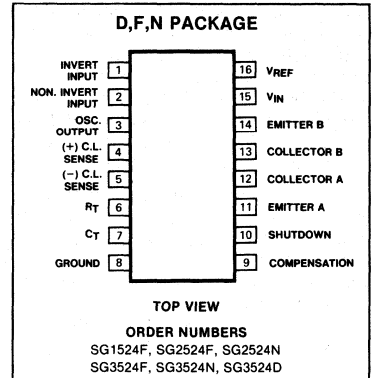 D,F,N PACKAGE
INVERT
INPUT 1
NON. INVERT
INPUT 2
OSC.
OUTPUT 3
(+) C.L.
SENSE 4
(−) C.L.
SENSE 5
RT 6
CT 7
GROUND 8
16 VREF
15 VIN
14 EMITTER B
13 COLLECTOR B
12 COLLECTOR A
11 EMITTER A
10 SHUTDOWN
9 COMPENSATION
TOP VIEW
ORDER NUMBERS
SG1524F, SG2524F, SG2524N
SG3524F, SG3524N, SG3524D